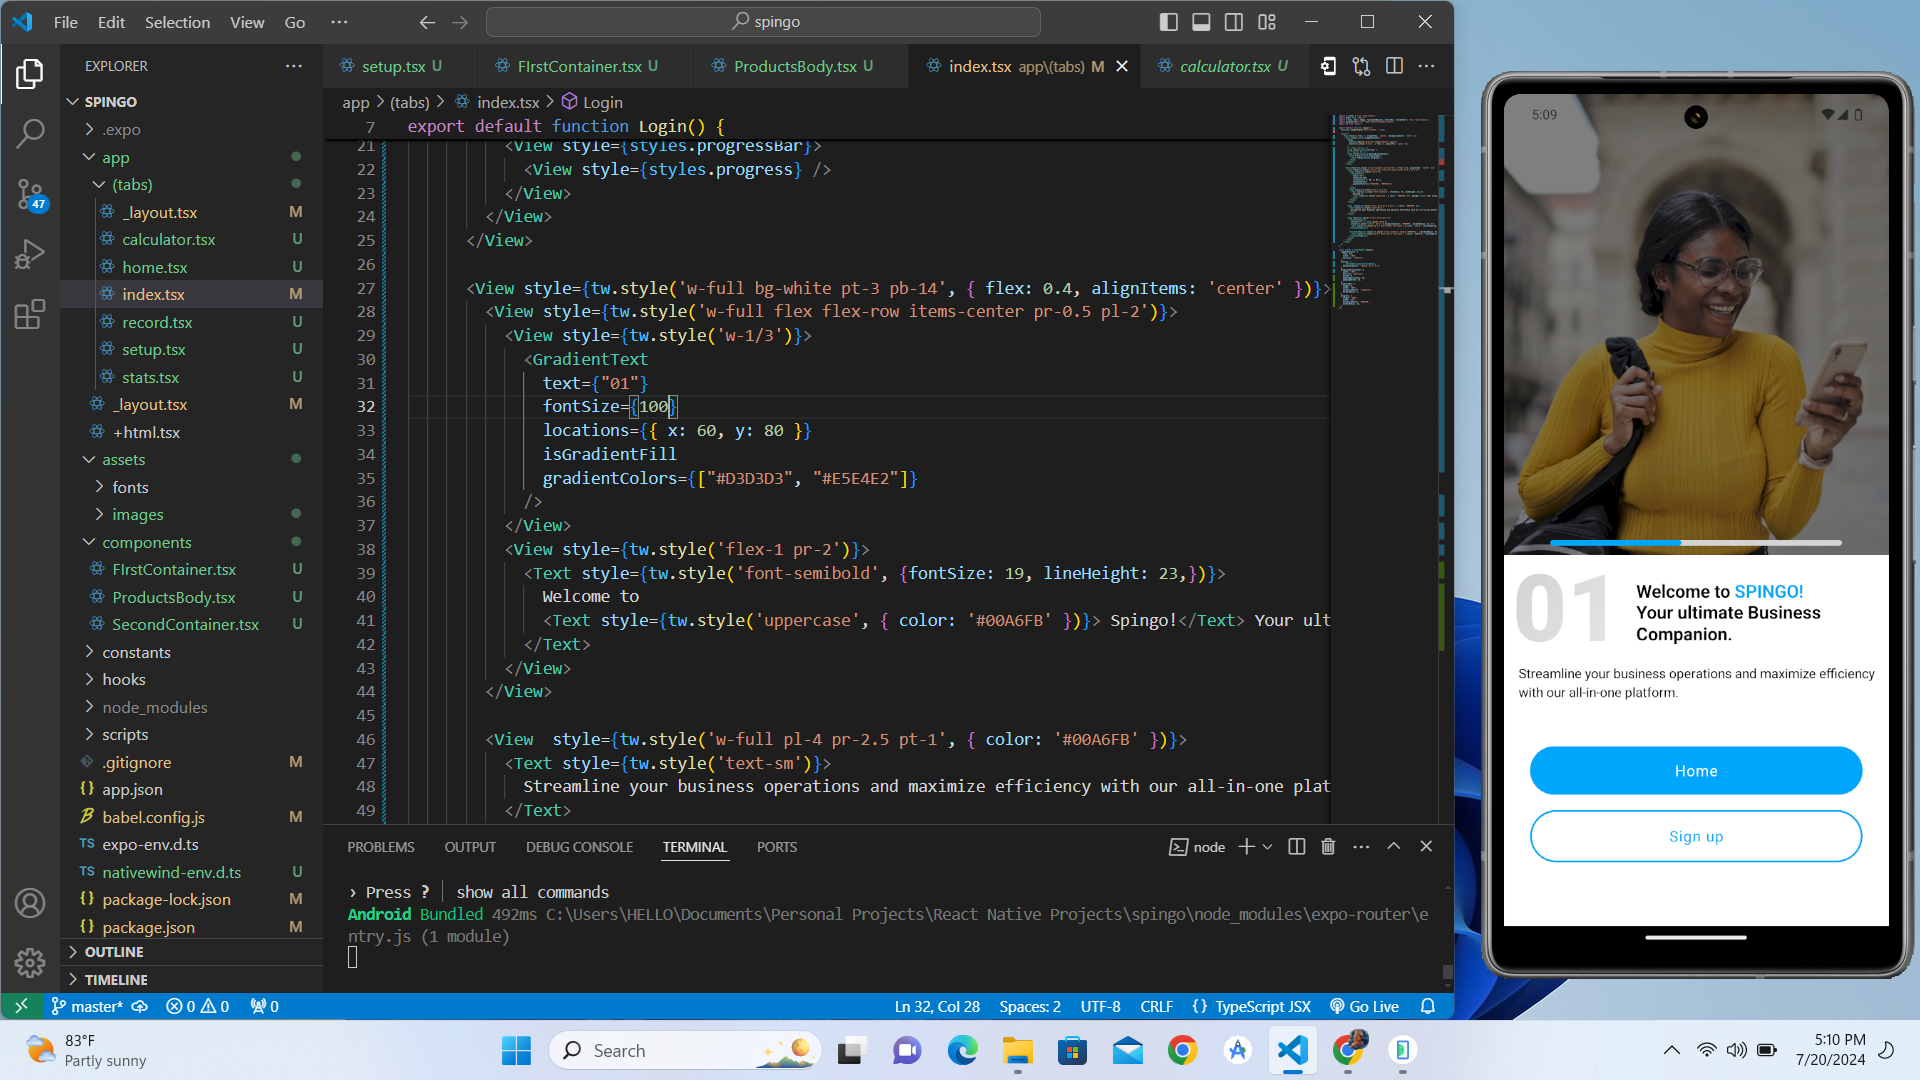 File Edit Selection View Go ···
spingo
EXPLORER ···
SPINGO
.expo
app
(tabs)
_layout.tsx M
calculator.tsx U
home.tsx U
index.tsx M
record.tsx U
setup.tsx U
stats.tsx U
_layout.tsx M
+html.tsx
assets
fonts
images
components
FIrstContainer.tsx U
ProductsBody.tsx U
SecondContainer.tsx U
constants
hooks
node_modules
scripts
.gitignore M
{} app.json
babel.config.js M
TS expo-env.d.ts
TS nativewind-env.d.ts U
{} package-lock.json M
{} package.json M
OUTLINE
TIMELINE
47
setup.tsx U FIrstContainer.tsx U ProductsBody.tsx U index.tsx app\(tabs) M calculator.tsx U
app > (tabs) > index.tsx > Login
7 export default function Login() {
21 <View style={styles.progressBar}>
22 <View style={styles.progress} />
23 </View>
24 </View>
25 </View>
26
27 <View style={tw.style('w-full bg-white pt-3 pb-14', { flex: 0.4, alignItems: 'center' })}>
28 <View style={tw.style('w-full flex flex-row items-center pr-0.5 pl-2')}>
29 <View style={tw.style('w-1/3')}>
30 <GradientText
31 text={"01"}
32 fontSize={100}
33 locations={{ x: 60, y: 80 }}
34 isGradientFill
35 gradientColors={["#D3D3D3", "#E5E4E2"]}
36 />
37 </View>
38 <View style={tw.style('flex-1 pr-2')}>
39 <Text style={tw.style('font-semibold', {fontSize: 19, lineHeight: 23,})}>
40 Welcome to
41 <Text style={tw.style('uppercase', { color: '#00A6FB' })}> Spingo!</Text> Your ult
42 </Text>
43 </View>
44 </View>
45
46 <View  style={tw.style('w-full pl-4 pr-2.5 pt-1', { color: '#00A6FB' })}>
47 <Text style={tw.style('text-sm')}>
48 Streamline your business operations and maximize efficiency with our all-in-one plat
49 </Text>
PROBLEMS OUTPUT DEBUG CONSOLE TERMINAL PORTS node
› Press ? │ show all commands
Android Bundled 492ms C:\Users\HELLO\Documents\Personal Projects\React Native Projects\spingo\node_modules\expo-router\e
ntry.js (1 module)
master* 0 0 0 Ln 32, Col 28 Spaces: 2 UTF-8 CRLF {} TypeScript JSX Go Live
5:09
01
Welcome to SPINGO!
Your ultimate Business
Companion.
Streamline your business operations and maximize efficiency
with our all-in-one platform.
Home
Sign up
83°F
Partly sunny
Search
5:10 PM
7/20/2024